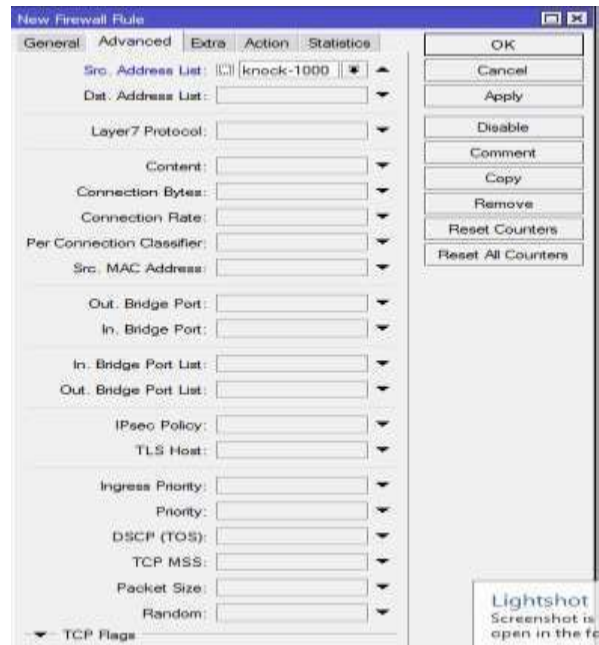 New Firewall Rule
General Advanced Extra Action Statistics
Src. Address List: knock-1000
Dst. Address List:
Layer7 Protocol:
Content:
Connection Bytes:
Connection Rate:
Per Connection Classifier:
Src. MAC Address:
Out. Bridge Port:
In. Bridge Port:
In. Bridge Port List:
Out. Bridge Port List:
IPsec Policy:
TLS Host:
Ingress Priority:
Priority:
DSCP (TOS):
TCP MSS:
Packet Size:
Random:
TCP Flags
OK
Cancel
Apply
Disable
Comment
Copy
Remove
Reset Counters
Reset All Counters
Lightshot
Screenshot is
open in the